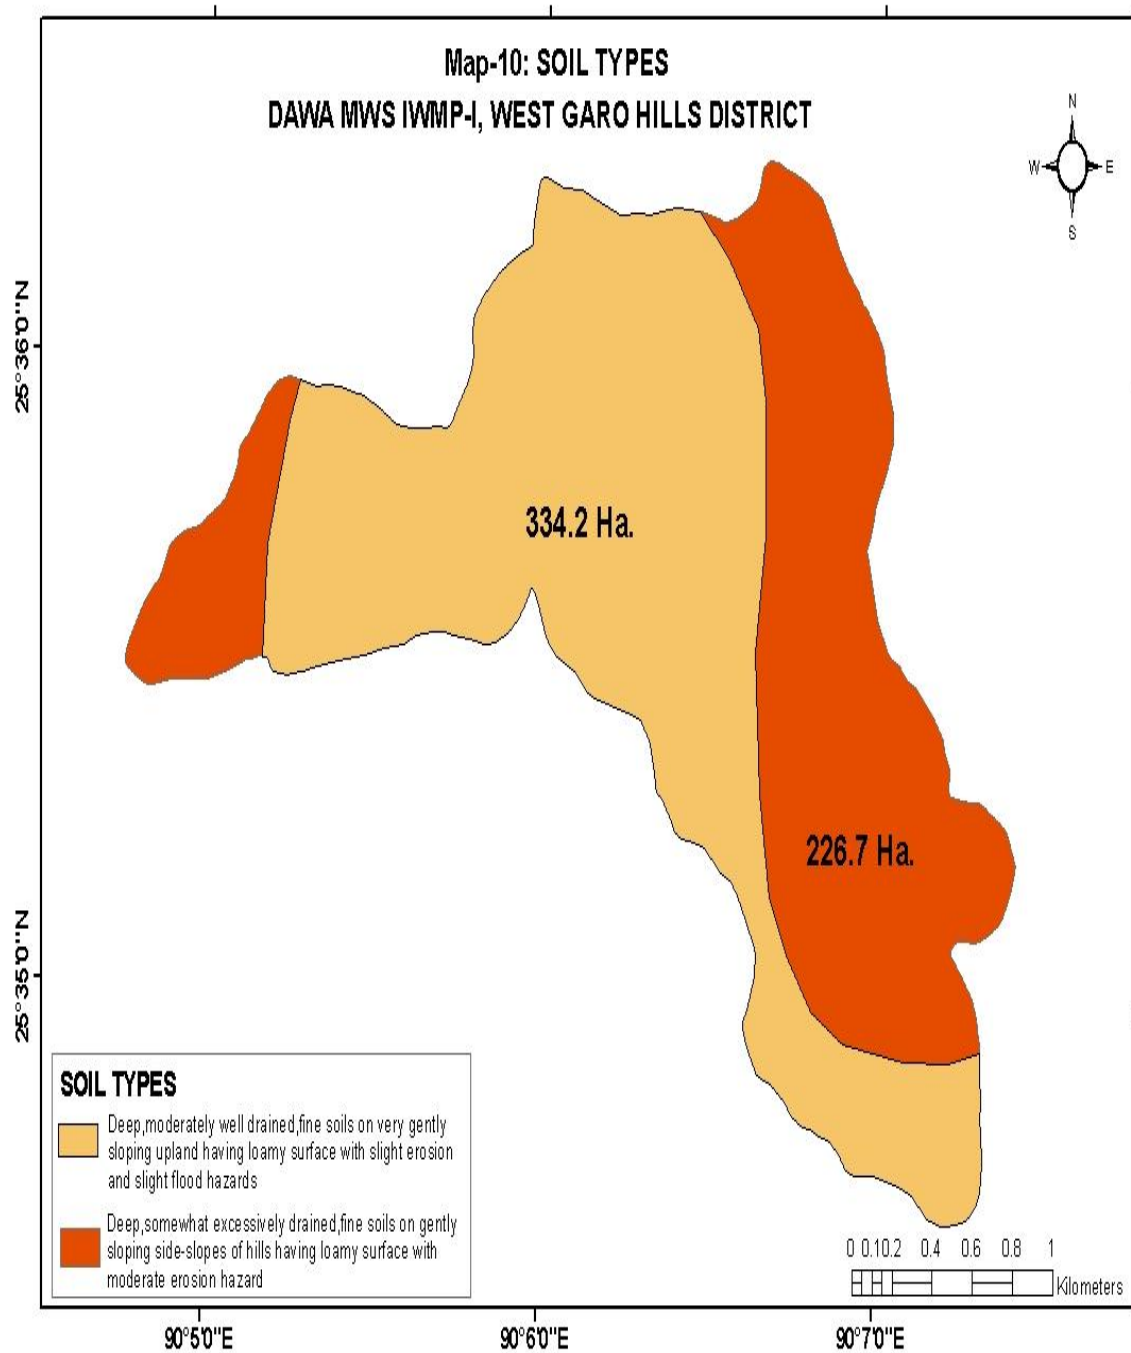 Map-10: SOIL TYPES
DAWA MWS IWMP-I, WEST GARO HILLS DISTRICT
N
W
E
S
25°36'0"N
334.2 Ha.
226.7 Ha.
25°35'0"N
SOIL TYPES
Deep,moderately well drained,fine soils on very gently
sloping upland having loamy surface with slight erosion
and slight flood hazards
Deep,somewhat excessively drained,fine soils on gently
sloping side-slopes of hills having loamy surface with
moderate erosion hazard
0 0.10.2 0.4 0.6 0.8 1
Kilometers
90°5'0"E 90°6'0"E 90°7'0"E